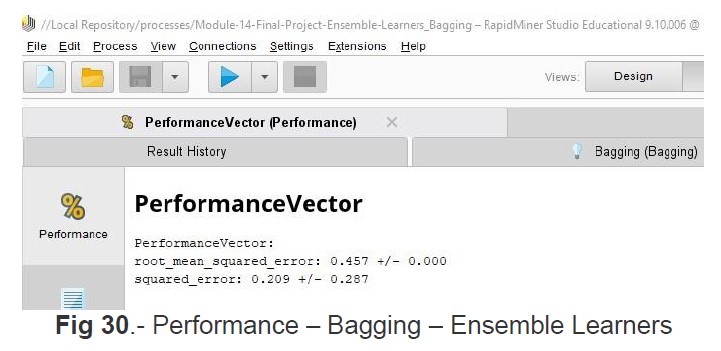 //Local Repository/processes/Module-14-Final-Project-Ensemble-Learners_Bagging – RapidMiner Studio Educational 9.10.006 @
File Edit Process View Connections Settings Extensions Help
Views: Design
PerformanceVector (Performance)
Result History
Bagging (Bagging)
% Performance
PerformanceVector
PerformanceVector:
root_mean_squared_error: 0.457 +/- 0.000
squared_error: 0.209 +/- 0.287
Fig 30.- Performance – Bagging – Ensemble Learners